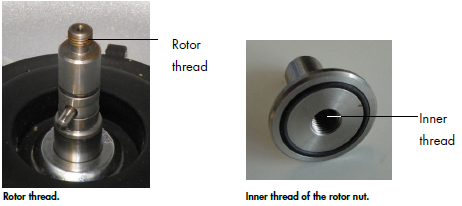 Rotor
thread
Inner
thread
Rotor thread.
Inner thread of the rotor nut.